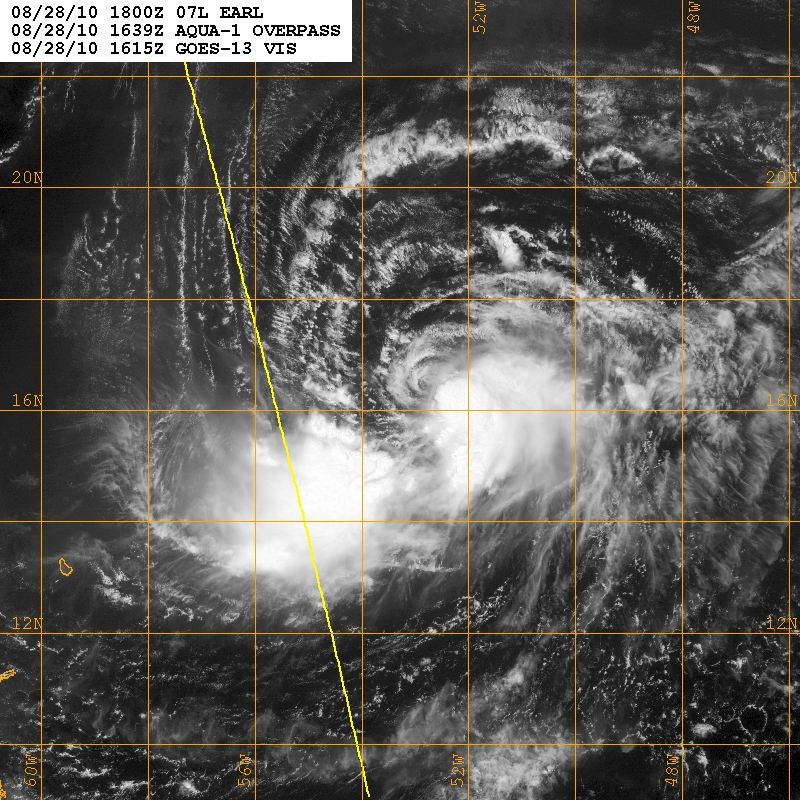 08/28/10 1800Z 07L EARL
08/28/10 1639Z AQUA-1 OVERPASS
08/28/10 1615Z GOES-13 VIS
52W
48W
20N
20N
16N
16N
12N
12N
60W
56W
52W
48W